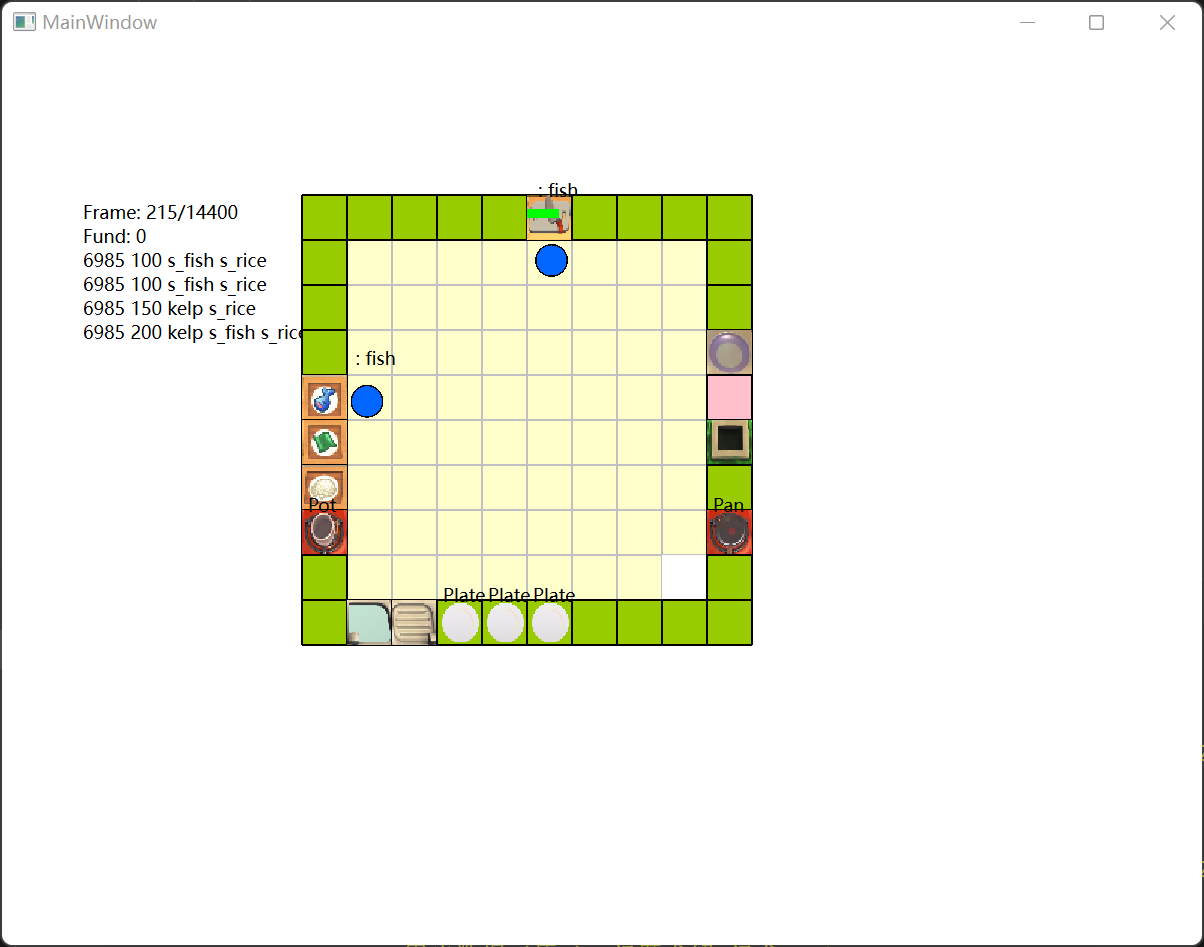 MainWindow
: fish
Frame: 215/14400
Fund: 0
6985 100 s_fish s_rice
6985 100 s_fish s_rice
6985 150 kelp s_rice
6985 200 kelp s_fish s_rice
: fish
Pot
Pan
Plate Plate Plate